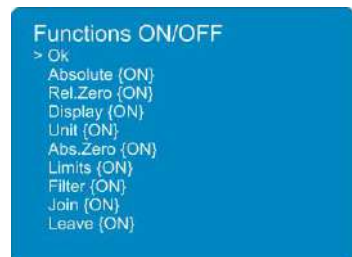 Functions ON/OFF
> Ok
Absolute {ON}
Rel.Zero {ON}
Display {ON}
Unit {ON}
Abs.Zero {ON}
Limits {ON}
Filter {ON}
Join {ON}
Leave {ON}